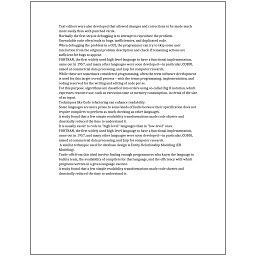 Text editors were also developed that allowed changes and corrections to be made much
more easily than with punched cards.
Normally the first step in debugging is to attempt to reproduce the problem.
Unreadable code often leads to bugs, inefficiencies, and duplicated code.
When debugging the problem in a GUI, the programmer can try to skip some user
interaction from the original problem description and check if remaining actions are
sufficient for bugs to appear.
FORTRAN, the first widely used high-level language to have a functional implementation,
came out in 1957, and many other languages were soon developed—in particular, COBOL
aimed at commercial data processing, and Lisp for computer research.
While these are sometimes considered programming, often the term software development
is used for this larger overall process – with the terms programming, implementation, and
coding reserved for the writing and editing of code per se.
For this purpose, algorithms are classified into orders using so-called Big O notation, which
expresses resource use, such as execution time or memory consumption, in terms of the size
of an input.
Techniques like Code refactoring can enhance readability.
Some languages are more prone to some kinds of faults because their specification does not
require compilers to perform as much checking as other languages.
A study found that a few simple readability transformations made code shorter and
drastically reduced the time to understand it.
It is usually easier to code in "high-level" languages than in "low-level" ones.
FORTRAN, the first widely used high-level language to have a functional implementation,
came out in 1957, and many other languages were soon developed—in particular, COBOL
aimed at commercial data processing, and Lisp for computer research.
A similar technique used for database design is Entity-Relationship Modeling (ER
Modeling).
Trade-offs from this ideal involve finding enough programmers who know the language to
build a team, the availability of compilers for that language, and the efficiency with which
programs written in a given language execute.
A study found that a few simple readability transformations made code shorter and
drastically reduced the time to understand it.